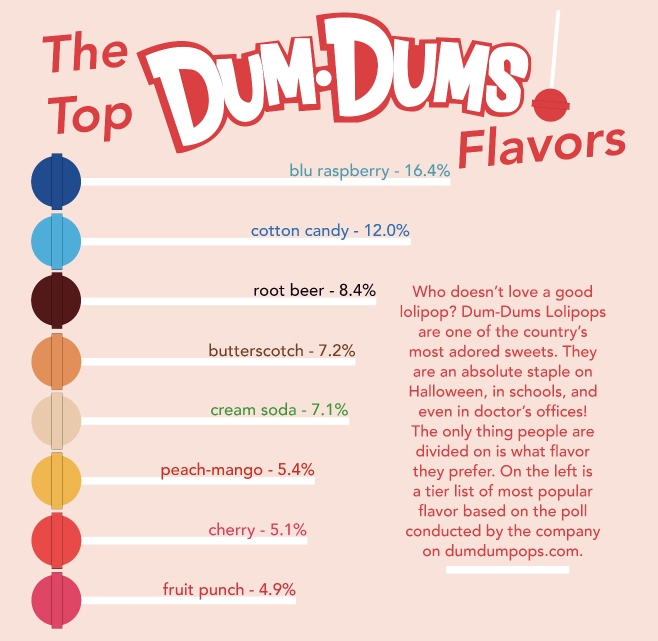 The
Top
DUM·DUMS
Flavors
blu raspberry - 16.4%
cotton candy - 12.0%
root beer - 8.4%
butterscotch - 7.2%
cream soda - 7.1%
peach-mango - 5.4%
cherry - 5.1%
fruit punch - 4.9%
Who doesn't love a good
lolipop? Dum-Dums Lolipops
are one of the country's
most adored sweets. They
are an absolute staple on
Halloween, in schools, and
even in doctor's offices!
The only thing people are
divided on is what flavor
they prefer. On the left is
a tier list of most popular
flavor based on the poll
conducted by the company
on dumdumpops.com.